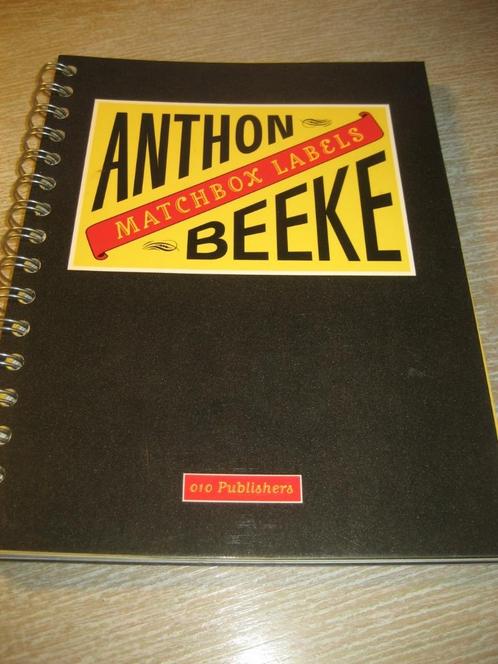 ANTHON
MATCHBOX LABELS
BEEKE
010 Publishers